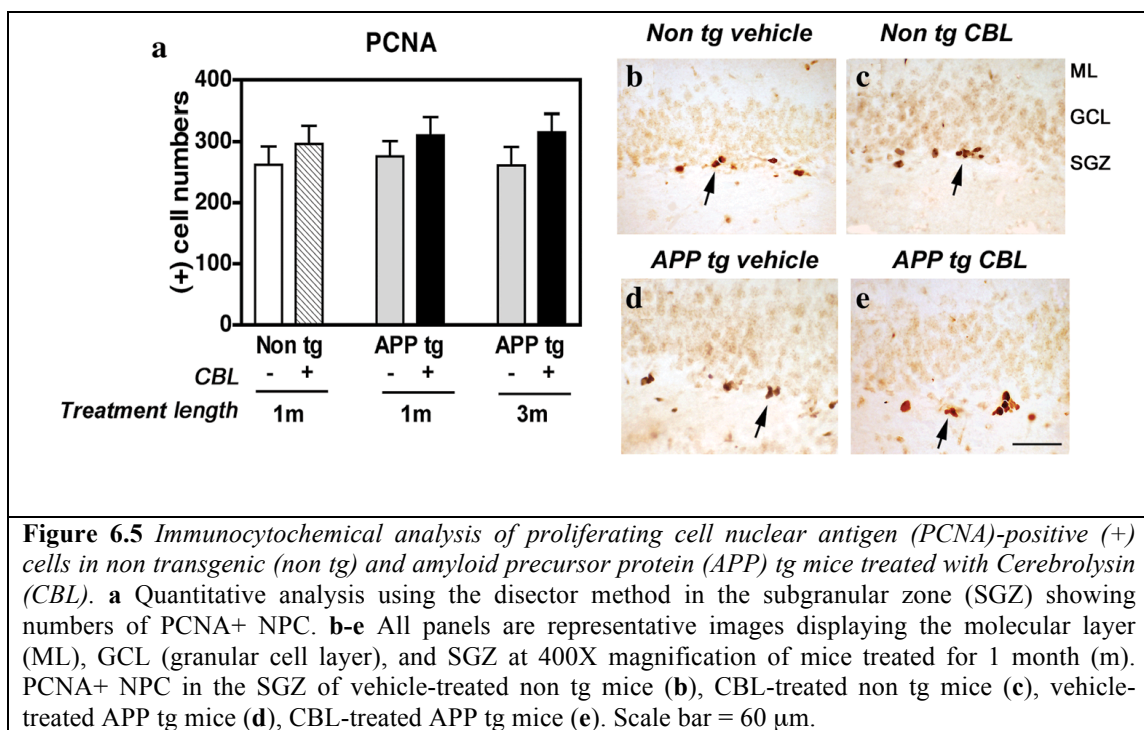 a
PCNA
400
300
200
100
0
(+) cell numbers
Non tg APP tg APP tg
CBL - + - + - +
Treatment length 1m 1m 3m
Non tg vehicle Non tg CBL
b c
ML
GCL
SGZ
APP tg vehicle APP tg CBL
d e
Figure 6.5 Immunocytochemical analysis of proliferating cell nuclear antigen (PCNA)-positive (+)
cells in non transgenic (non tg) and amyloid precursor protein (APP) tg mice treated with Cerebrolysin
(CBL). a Quantitative analysis using the disector method in the subgranular zone (SGZ) showing
numbers of PCNA+ NPC. b-e All panels are representative images displaying the molecular layer
(ML), GCL (granular cell layer), and SGZ at 400X magnification of mice treated for 1 month (m).
PCNA+ NPC in the SGZ of vehicle-treated non tg mice (b), CBL-treated non tg mice (c), vehicle-
treated APP tg mice (d), CBL-treated APP tg mice (e). Scale bar = 60 µm.